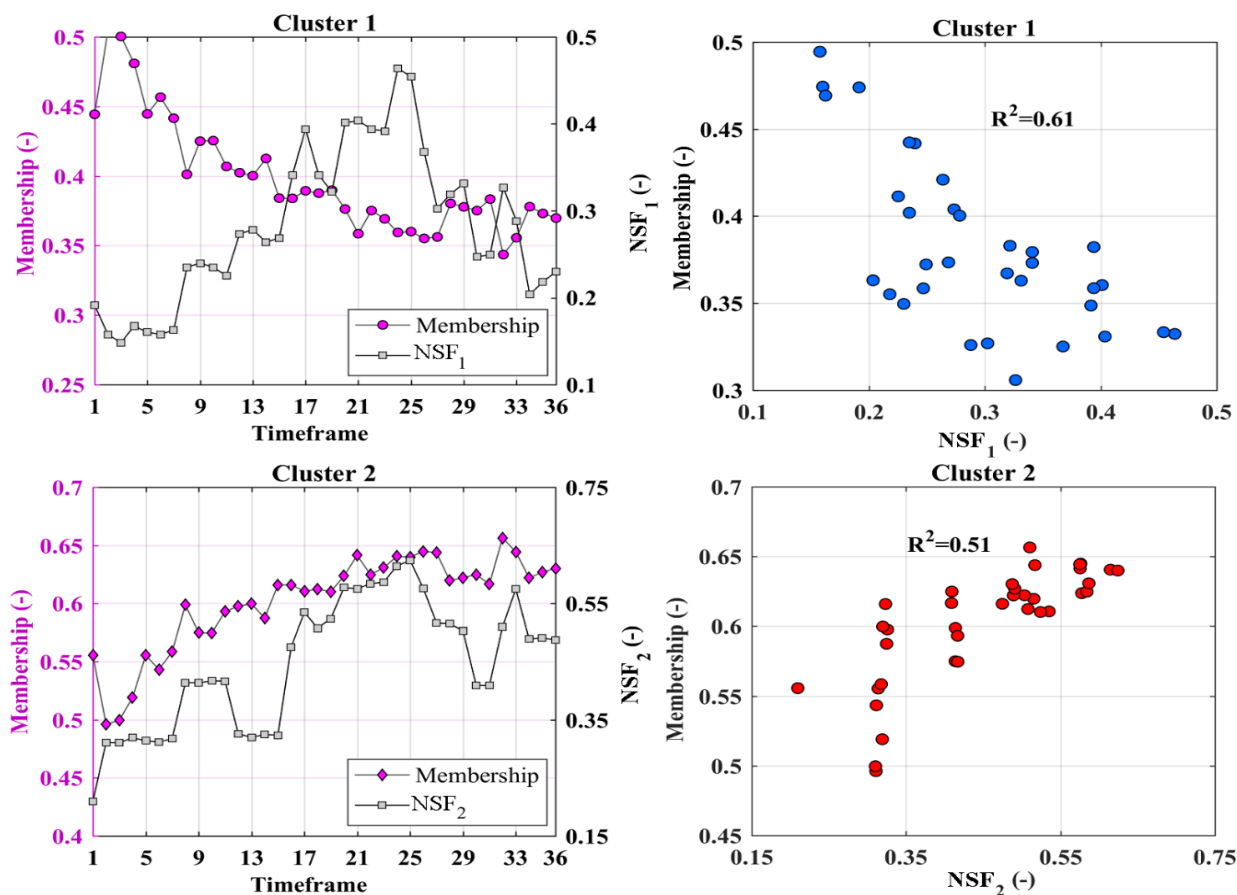 Cluster 1
0.5
0.45
0.4
0.35
0.3
0.25
Membership (-)
0.5
0.4
0.3
0.2
0.1
NSF₁ (-)
Membership
NSF₁
1 5 9 13 17 21 25 29 33 36
Timeframe
Cluster 1
0.5
0.45
0.4
0.35
0.3
Membership (-)
R²=0.61
0.1 0.2 0.3 0.4 0.5
NSF₁ (-)
Cluster 2
0.7
0.65
0.6
0.55
0.5
0.45
0.4
Membership (-)
0.75
0.55
0.35
0.15
NSF₂ (-)
Membership
NSF₂
1 5 9 13 17 21 25 29 33 36
Timeframe
Cluster 2
0.7
0.65
0.6
0.55
0.5
0.45
Membership (-)
R²=0.51
0.15 0.35 0.55 0.75
NSF₂ (-)